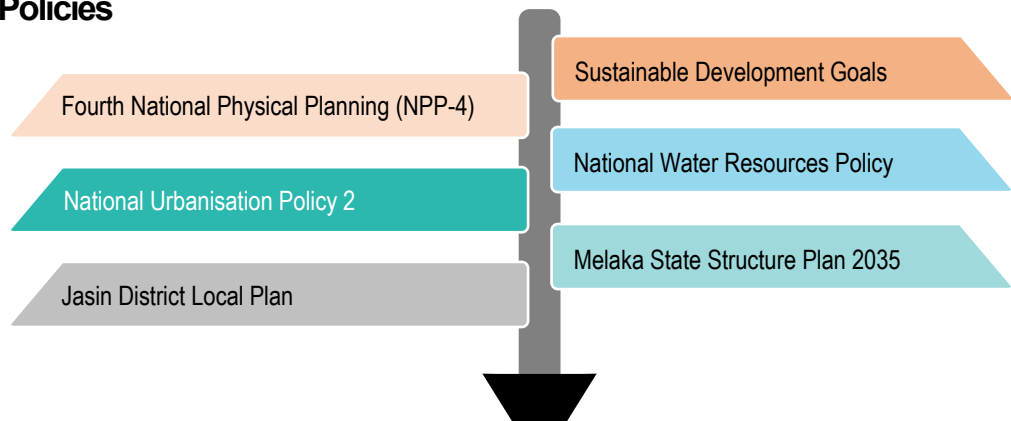 Policies
Sustainable Development Goals
Fourth National Physical Planning (NPP-4)
National Water Resources Policy
National Urbanisation Policy 2
Melaka State Structure Plan 2035
Jasin District Local Plan